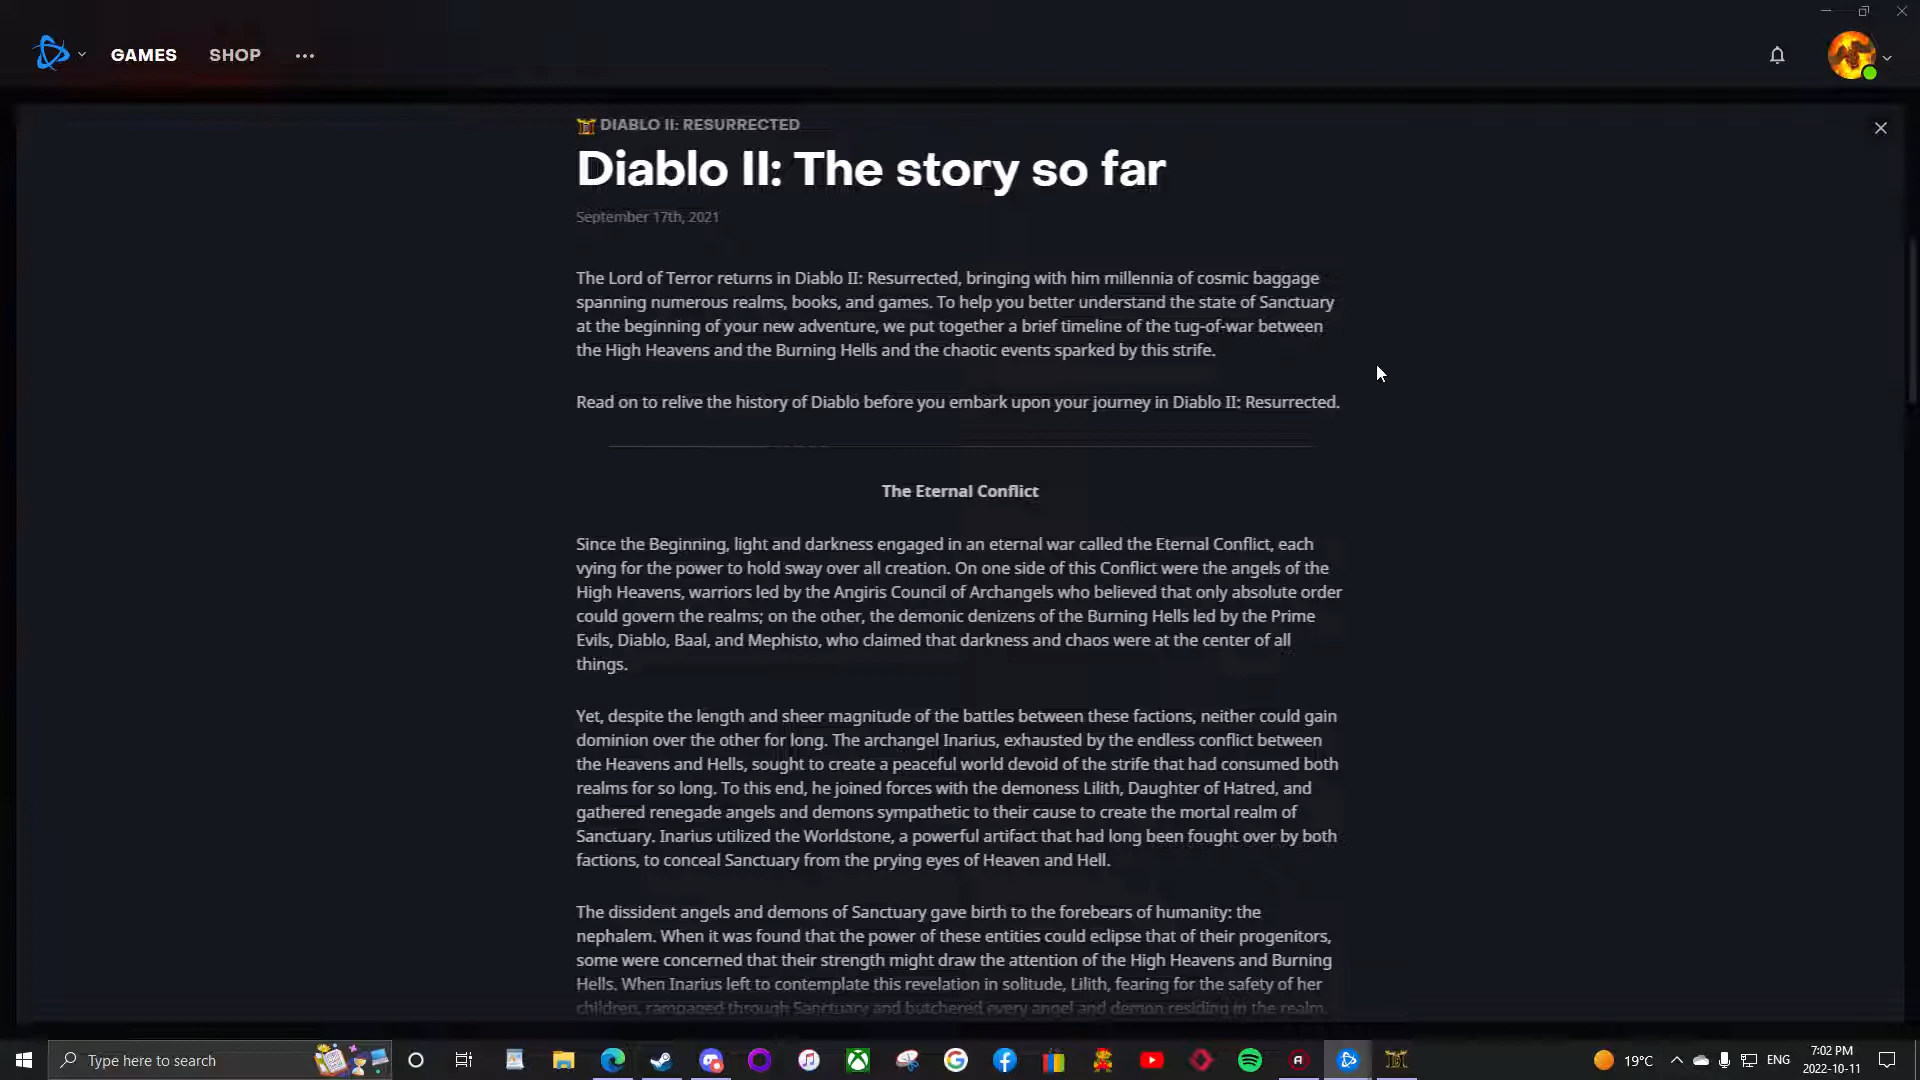 GAMES
SHOP
DIABLO II: RESURRECTED
Diablo II: The story so far
September 17th, 2021
The Lord of Terror returns in Diablo II: Resurrected, bringing with him millennia of cosmic baggage
spanning numerous realms, books, and games. To help you better understand the state of Sanctuary
at the beginning of your new adventure, we put together a brief timeline of the tug-of-war between
the High Heavens and the Burning Hells and the chaotic events sparked by this strife.
Read on to relive the history of Diablo before you embark upon your journey in Diablo II: Resurrected.
The Eternal Conflict
Since the Beginning, light and darkness engaged in an eternal war called the Eternal Conflict, each
vying for the power to hold sway over all creation. On one side of this Conflict were the angels of the
High Heavens, warriors led by the Angiris Council of Archangels who believed that only absolute order
could govern the realms; on the other, the demonic denizens of the Burning Hells led by the Prime
Evils, Diablo, Baal, and Mephisto, who claimed that darkness and chaos were at the center of all
things.
Yet, despite the length and sheer magnitude of the battles between these factions, neither could gain
dominion over the other for long. The archangel Inarius, exhausted by the endless conflict between
the Heavens and Hells, sought to create a peaceful world devoid of the strife that had consumed both
realms for so long. To this end, he joined forces with the demoness Lilith, Daughter of Hatred, and
gathered renegade angels and demons sympathetic to their cause to create the mortal realm of
Sanctuary. Inarius utilized the Worldstone, a powerful artifact that had long been fought over by both
factions, to conceal Sanctuary from the prying eyes of Heaven and Hell.
The dissident angels and demons of Sanctuary gave birth to the forebears of humanity: the
nephalem. When it was found that the power of these entities could eclipse that of their progenitors,
some were concerned that their strength might draw the attention of the High Heavens and Burning
Hells. When Inarius left to contemplate this revelation in solitude, Lilith, fearing for the safety of her
children, rampaged through Sanctuary and butchered every angel and demon residing in the realm.
Type here to search
19°C
ENG
7:02 PM
2022-10-11